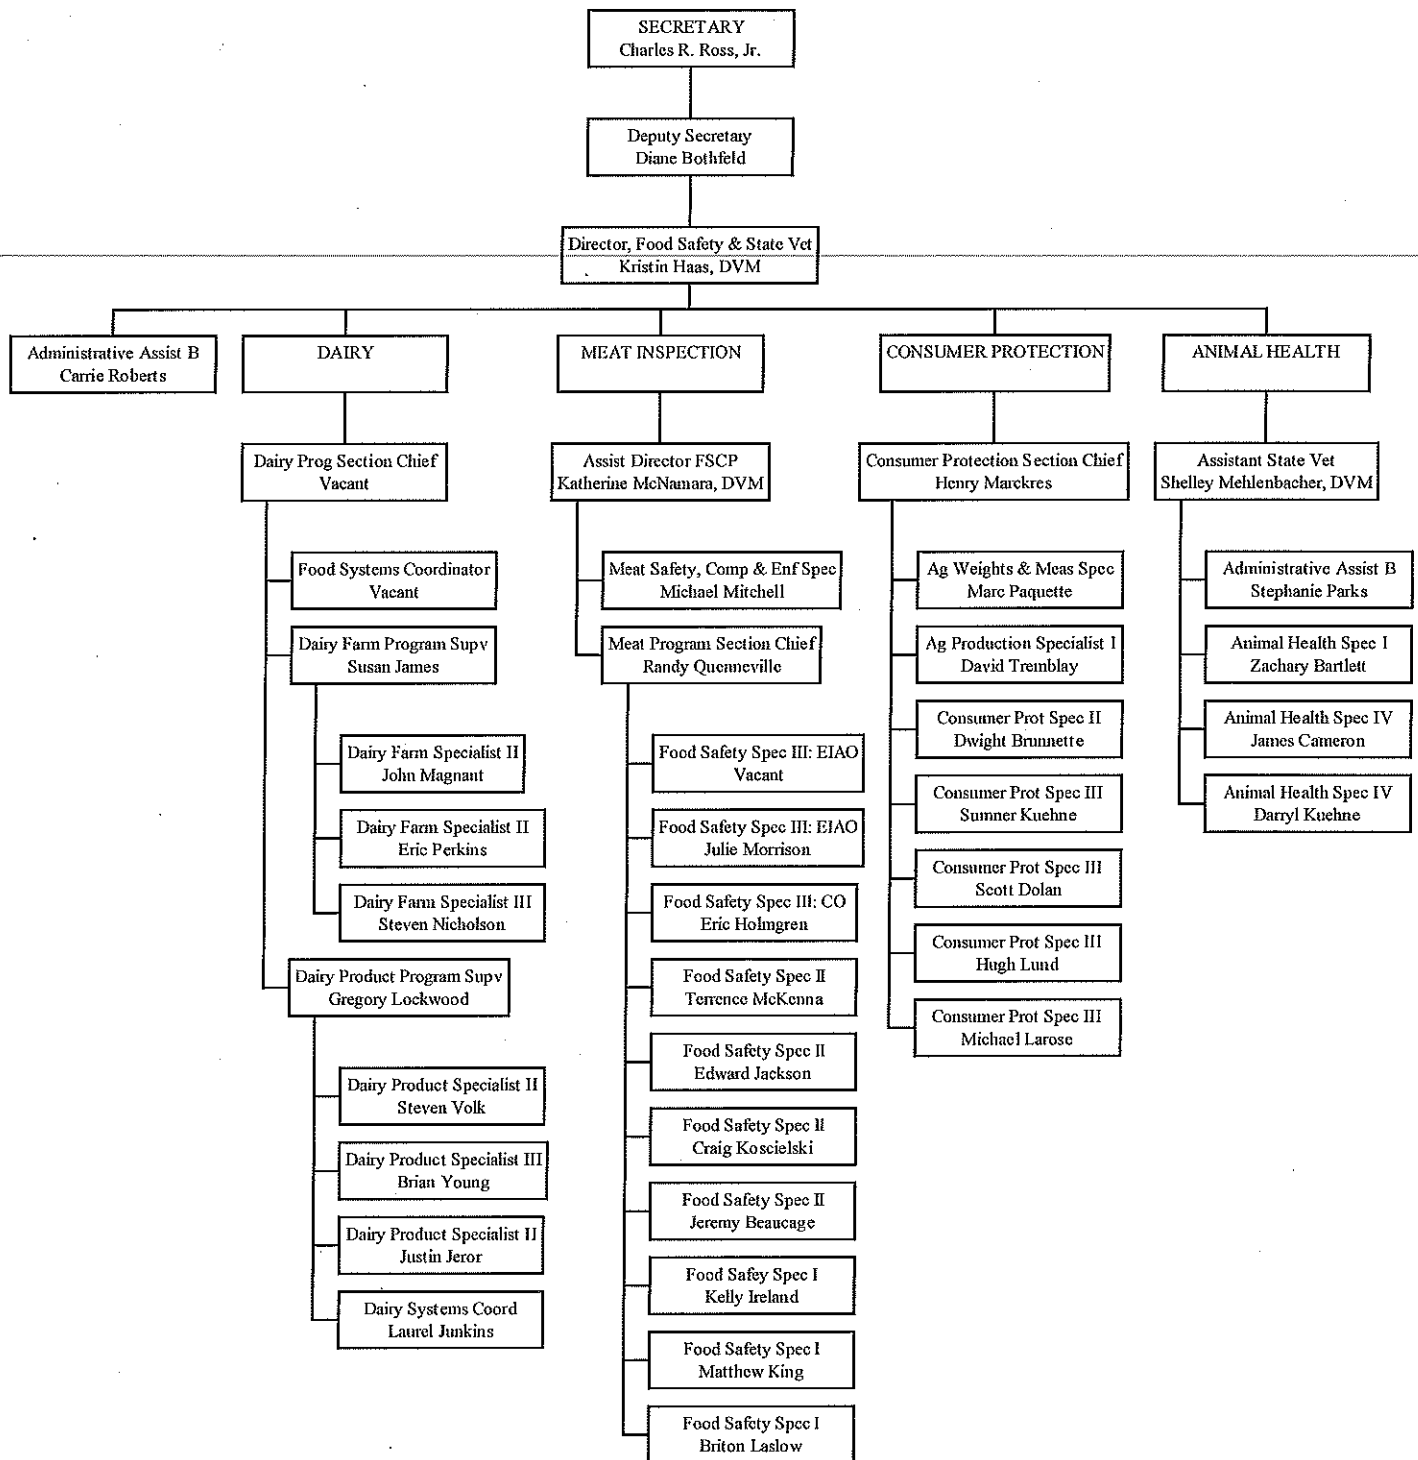 SECRETARY
Charles R. Ross, Jr.
Deputy Secretary
Diane Bothfeld
Director, Food Safety & State Vet
Kristin Haas, DVM
Administrative Assist B
Carrie Roberts
DAIRY
MEAT INSPECTION
CONSUMER PROTECTION
ANIMAL HEALTH
Dairy Prog Section Chief
Vacant
Food Systems Coordinator
Vacant
Dairy Farm Program Supv
Susan James
Dairy Farm Specialist II
John Magnant
Dairy Farm Specialist II
Eric Perkins
Dairy Farm Specialist III
Steven Nicholson
Dairy Product Program Supv
Gregory Lockwood
Dairy Product Specialist II
Steven Volk
Dairy Product Specialist III
Brian Young
Dairy Product Specialist II
Justin Jeror
Dairy Systems Coord
Laurel Junkins
Assist Director FSCP
Katherine McNamara, DVM
Meat Safety, Comp & Enf Spec
Michael Mitchell
Meat Program Section Chief
Randy Quenneville
Food Safety Spec III: EIAO
Vacant
Food Safety Spec III: EIAO
Julie Morrison
Food Safety Spec III: CO
Eric Holmgren
Food Safety Spec II
Terrence McKenna
Food Safety Spec II
Edward Jackson
Food Safety Spec II
Craig Koscielski
Food Safety Spec II
Jeremy Beaucage
Food Safey Spec I
Kelly Ireland
Food Safety Spec I
Matthew King
Food Safety Spec I
Briton Laslow
Consumer Protection Section Chief
Henry Marckres
Ag Weights & Meas Spec
Marc Paquette
Ag Production Specialist I
David Tremblay
Consumer Prot Spec II
Dwight Brunnette
Consumer Prot Spec III
Sumner Kuehne
Consumer Prot Spec III
Scott Dolan
Consumer Prot Spec III
Hugh Lund
Consumer Prot Spec III
Michael Larose
Assistant State Vet
Shelley Mehlenbacher, DVM
Administrative Assist B
Stephanie Parks
Animal Health Spec I
Zachary Bartlett
Animal Health Spec IV
James Cameron
Animal Health Spec IV
Darryl Kuehne